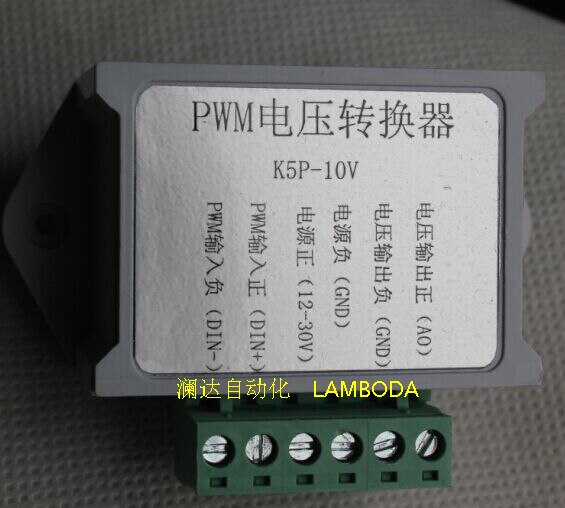 PWM电压转换器
K5P-10V
PWM输入负（DIN-）
PWM输入正（DIN+）
电源正（12-30V）
电源负（GND）
电压输出负（GND）
电压输出正（AO）
澜达自动化 LAMBODA